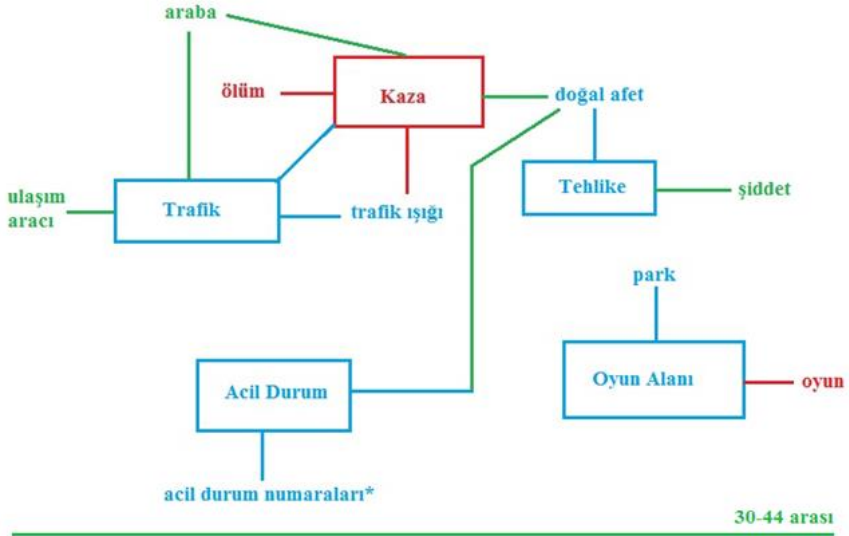 araba
ölüm
Kaza
doğal afet
Tehlike
şiddet
ulaşım
aracı
Trafik
trafik ışığı
park
Oyun Alanı
oyun
Acil Durum
acil durum numaraları*
30-44 arası